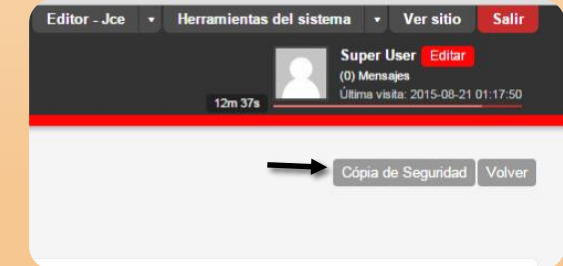 Editor - Jce Herramientas del sistema Ver sitio Salir
Super User Editar
(0) Mensajes
Última visita: 2015-08-21 01:17:50
12m 37s
Cópia de Seguridad Volver